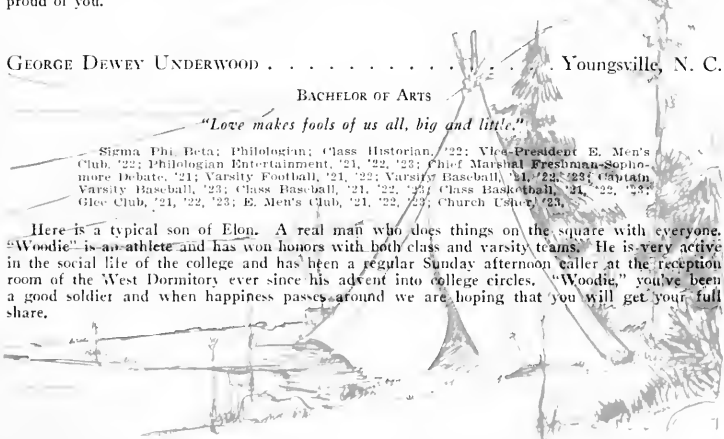 proud of you.
GEORGE DEWEY UNDERWOOD . . . . . . . . . . . . . . . . . Youngsville, N. C.
BACHELOR OF ARTS
"Love makes fools of us all, big and little."
Sigma Phi Beta; Philologian; Class Historian, '22; Vice-President E. Men's
Club, '22; Philologian Entertainment, '21, '22, '23; Chief Marshal Freshman-Sopho-
more Debate, '21; Varsity Football, '21, '22; Varsity Baseball, '21, '22, '23; Captain
Varsity Baseball, '23; Class Baseball, '21, '22, '23; Class Basketball, '21, '22, '23;
Glee Club, '21, '22, '23; E. Men's Club, '21, '22, '23; Church Usher, '23.
Here is a typical son of Elon. A real man who does things on the square with everyone.
"Woodie" is an athlete and has won honors with both class and varsity teams. He is very active
in the social life of the college and has been a regular Sunday afternoon caller at the reception
room of the West Dormitory ever since his advent into college circles. "Woodie," you've been
a good soldier and when happiness passes around we are hoping that you will get your full
share.